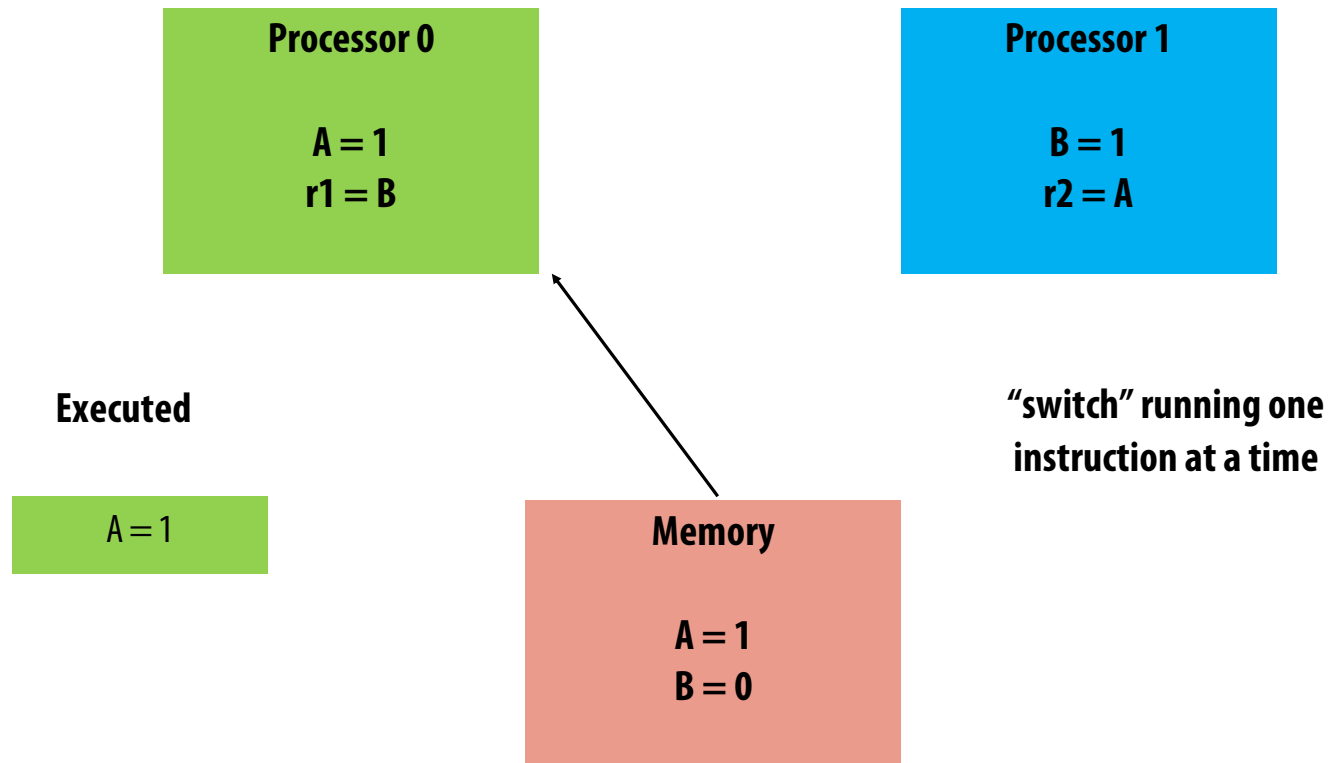 Processor 0
A = 1
r1 = B
Processor 1
B = 1
r2 = A
Executed
A = 1
“switch” running one
instruction at a time
Memory
A = 1
B = 0